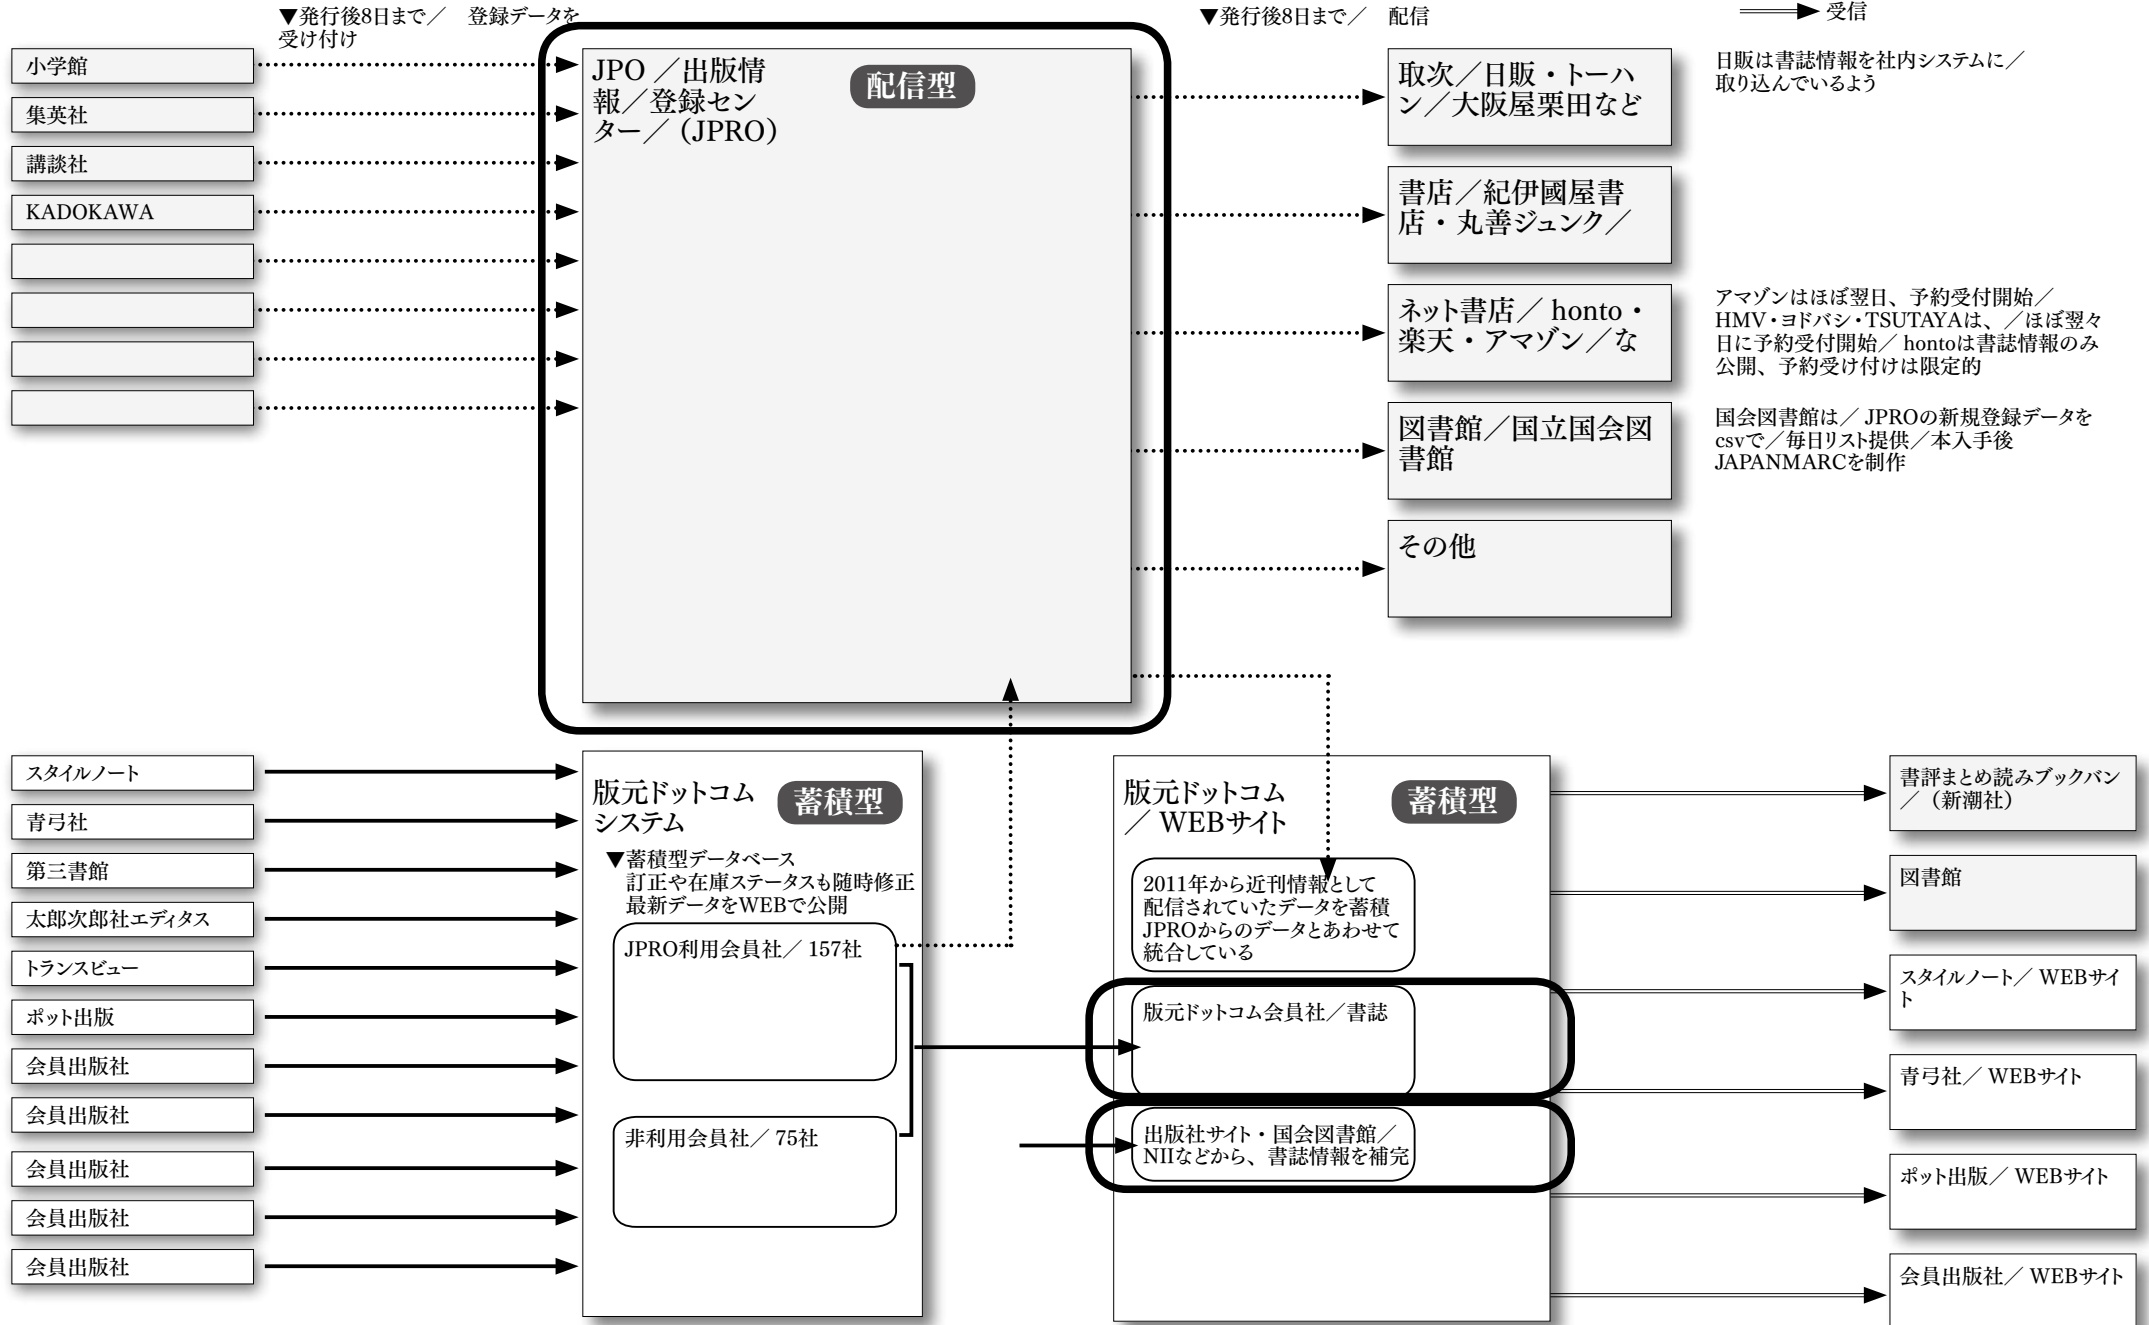 ▼発行後8日まで／　登録データを
受け付け
▼発行後8日まで／　配信
受信
小学館
集英社
講談社
KADOKAWA
JPO ／出版情
報／登録セン
ター／（JPRO）
配信型
取次／日販・トーハ
ン／大阪屋栗田など
日販は書誌情報を社内システムに／
取り込んでいるよう
書店／紀伊國屋書
店・丸善ジュンク／
ネット書店／ honto・
楽天・アマゾン／な
アマゾンはほぼ翌日、予約受付開始／
HMV・ヨドバシ・TSUTAYAは、／ほぼ翌々
日に予約受付開始／ hontoは書誌情報のみ
公開、予約受け付けは限定的
図書館／国立国会図
書館
国会図書館は／ JPROの新規登録データを
csvで／毎日リスト提供／本入手後
JAPANMARCを制作
その他
スタイルノート
青弓社
第三書館
太郎次郎社エディタス
トランスビュー
ポット出版
会員出版社
会員出版社
会員出版社
会員出版社
会員出版社
版元ドットコム
システム
蓄積型
▼蓄積型データベース
訂正や在庫ステータスも随時修正
最新データをWEBで公開
JPRO利用会員社／ 157社
非利用会員社／ 75社
版元ドットコム
／ WEBサイト
蓄積型
2011年から近刊情報として
配信されていたデータを蓄積
JPROからのデータとあわせて
統合している
版元ドットコム会員社／書誌
出版社サイト・国会図書館／
NIIなどから、書誌情報を補完
書評まとめ読みブックバン
／（新潮社）
図書館
スタイルノート／ WEBサイ
ト
青弓社／ WEBサイト
ポット出版／ WEBサイト
会員出版社／ WEBサイト